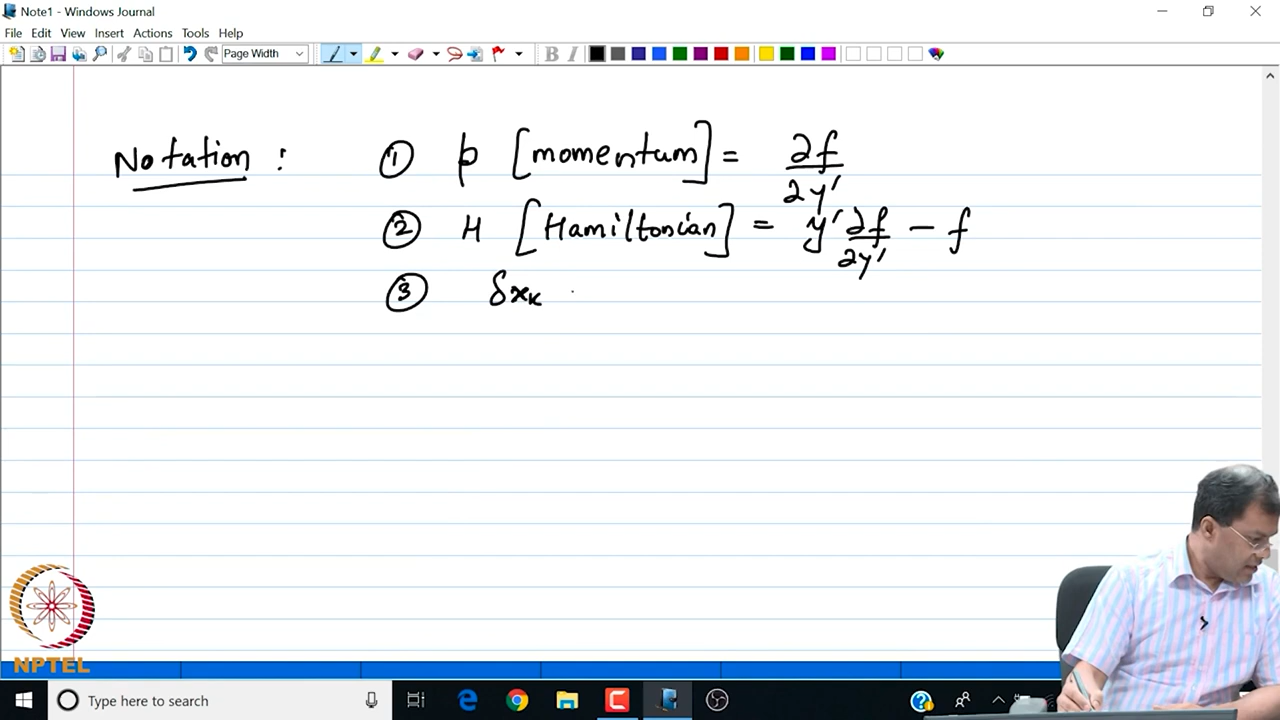 Note1 - Windows Journal
File Edit View Insert Actions Tools Help
Page Width B I
Notation : ① p [momentum] = ∂f/∂y'
② H [Hamiltonian] = y' ∂f/∂y' - f
③ δxₖ
NPTEL
Type here to search